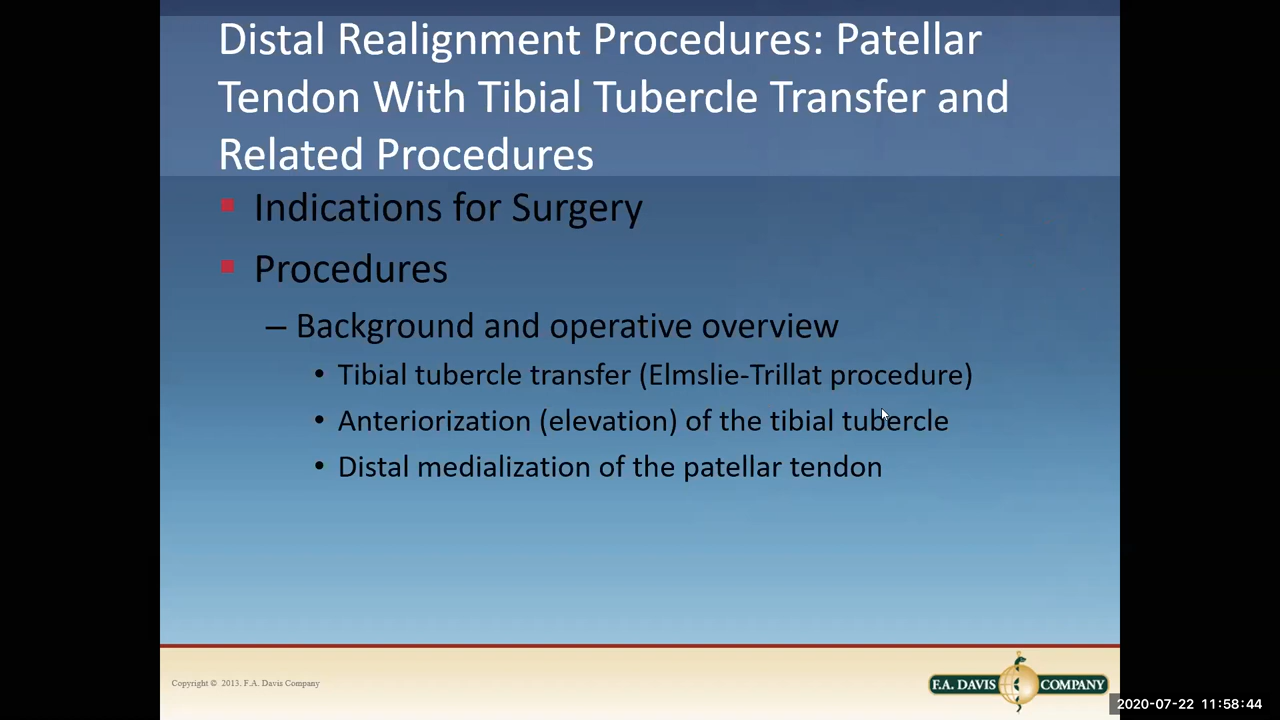 Distal Realignment Procedures: Patellar
Tendon With Tibial Tubercle Transfer and
Related Procedures
Indications for Surgery
Procedures
– Background and operative overview
• Tibial tubercle transfer (Elmslie-Trillat procedure)
• Anteriorization (elevation) of the tibial tubercle
• Distal medialization of the patellar tendon
Copyright © 2013. F.A. Davis Company
F.A. DAVIS COMPANY
2020-07-22 11:58:44